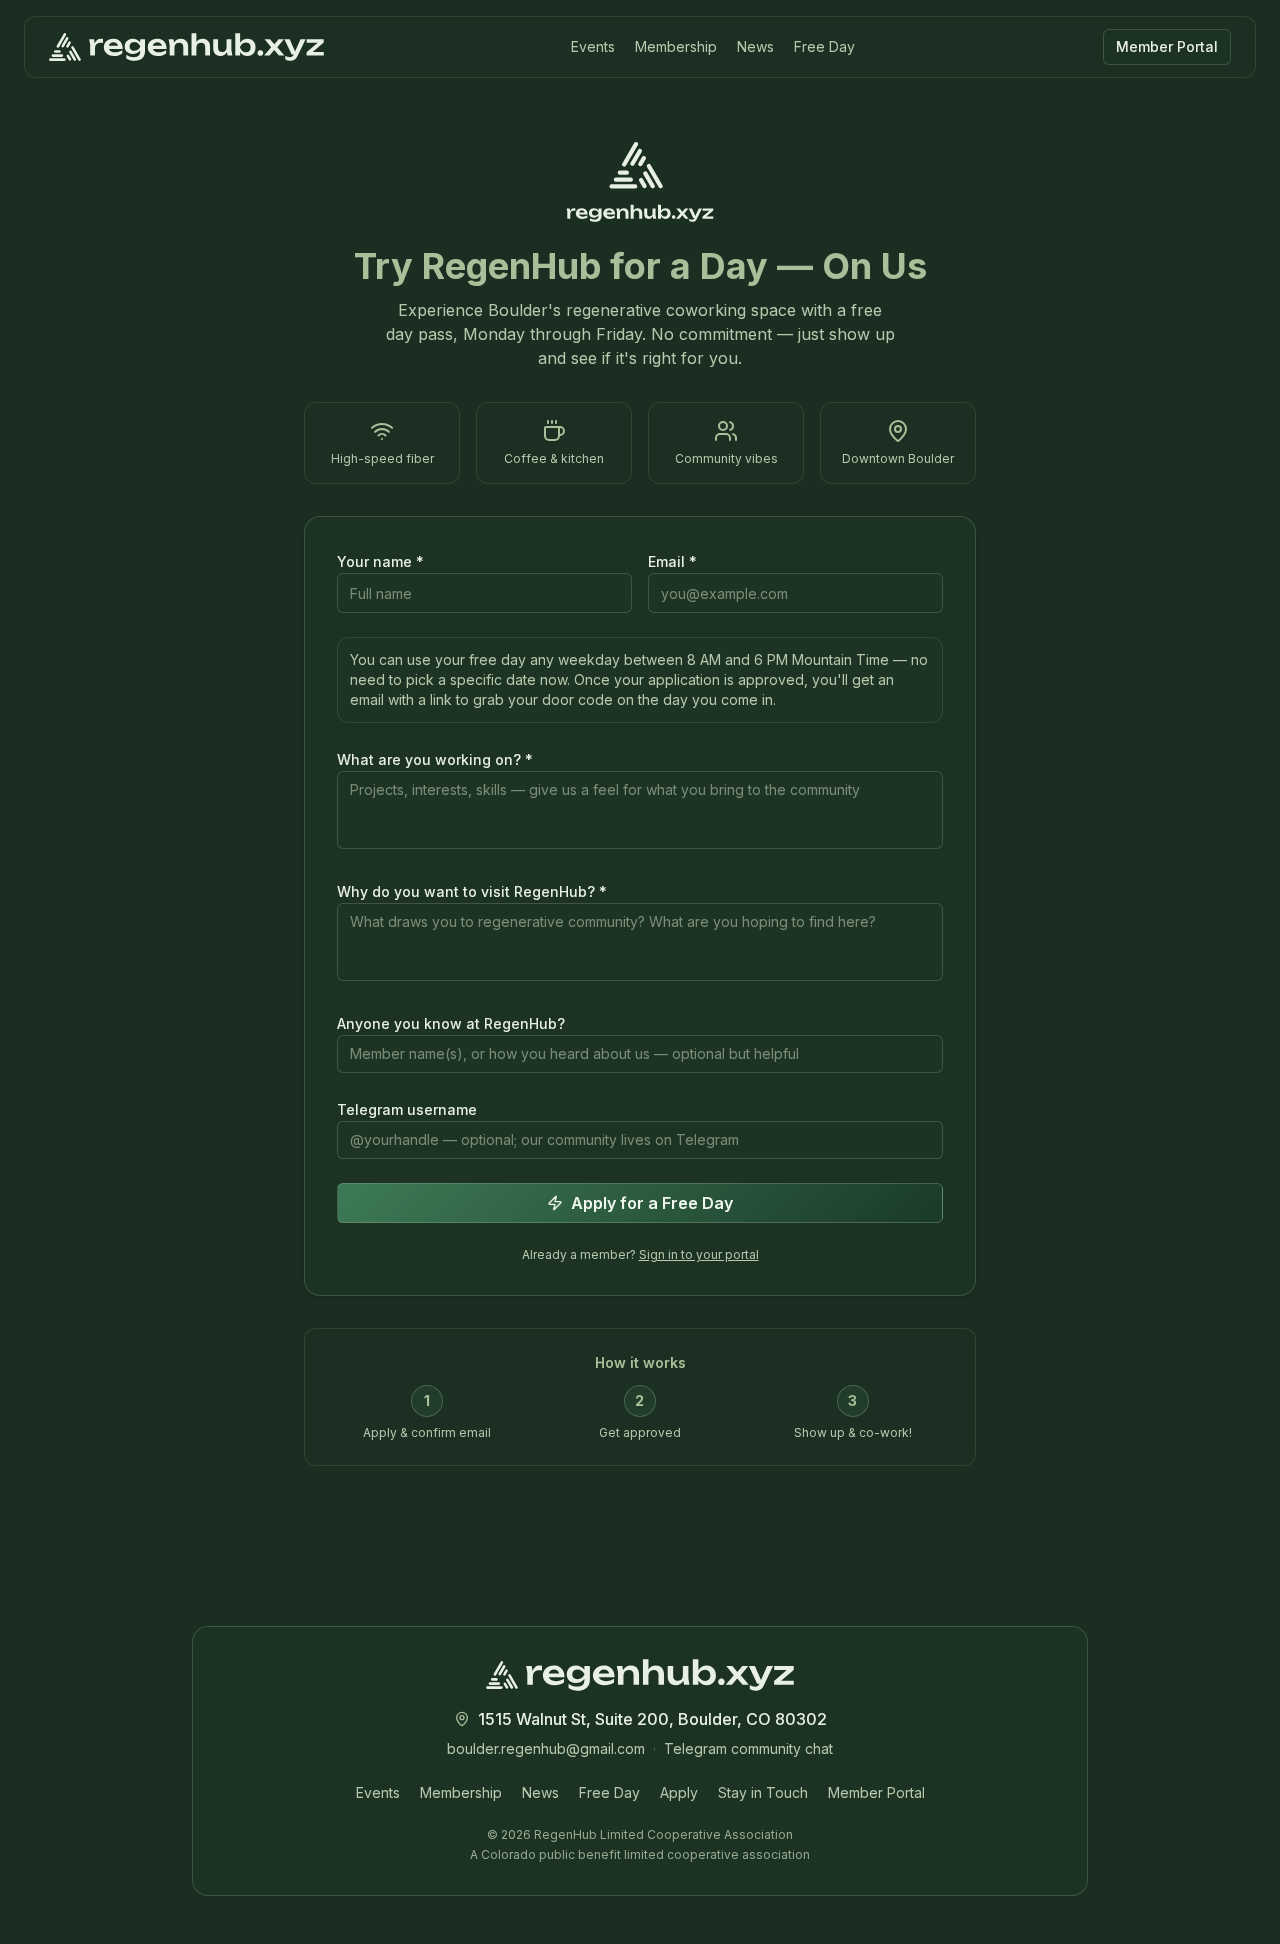 regenhub.xyz
Events Membership News Free Day
Member Portal
regenhub.xyz
Try RegenHub for a Day — On Us
Experience Boulder's regenerative coworking space with a free
day pass, Monday through Friday. No commitment — just show up
and see if it's right for you.
High-speed fiber
Coffee & kitchen
Community vibes
Downtown Boulder
Your name *
Full name
Email *
you@example.com
You can use your free day any weekday between 8 AM and 6 PM Mountain Time — no
need to pick a specific date now. Once your application is approved, you'll get an
email with a link to grab your door code on the day you come in.
What are you working on? *
Projects, interests, skills — give us a feel for what you bring to the community
Why do you want to visit RegenHub? *
What draws you to regenerative community? What are you hoping to find here?
Anyone you know at RegenHub?
Member name(s), or how you heard about us — optional but helpful
Telegram username
@yourhandle — optional; our community lives on Telegram
Apply for a Free Day
Already a member? Sign in to your portal
How it works
1
Apply & confirm email
2
Get approved
3
Show up & co-work!
regenhub.xyz
1515 Walnut St, Suite 200, Boulder, CO 80302
boulder.regenhub@gmail.com · Telegram community chat
Events Membership News Free Day Apply Stay in Touch Member Portal
© 2026 RegenHub Limited Cooperative Association
A Colorado public benefit limited cooperative association